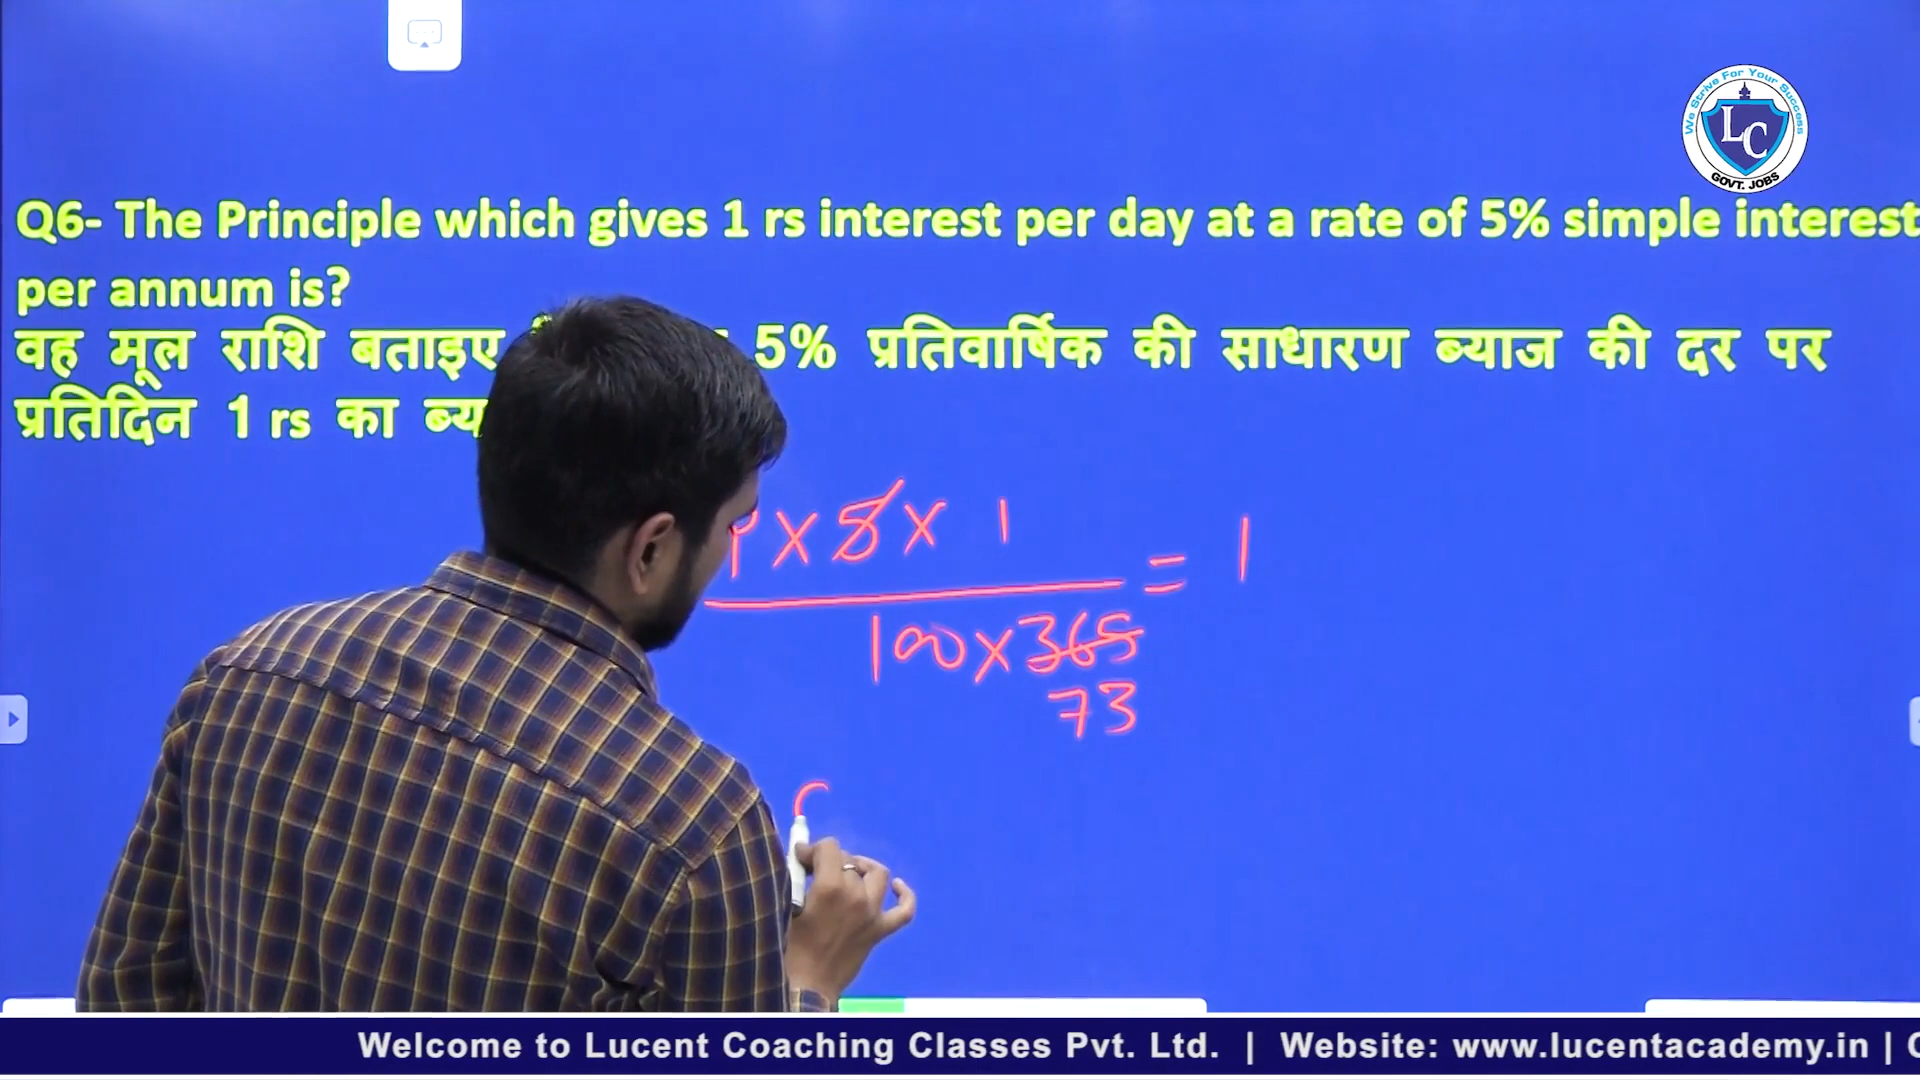 We Strive For Your Success
LC
GOVT. JOBS
Q6- The Principle which gives 1 rs interest per day at a rate of 5% simple interest
per annum is?
वह मूल राशि बताइए 5% प्रतिवार्षिक की साधारण ब्याज की दर पर
प्रतिदिन 1 rs का
P x 5 x 1
= 1
100 x 365
73
Welcome to Lucent Coaching Classes Pvt. Ltd. | Website: www.lucentacademy.in |